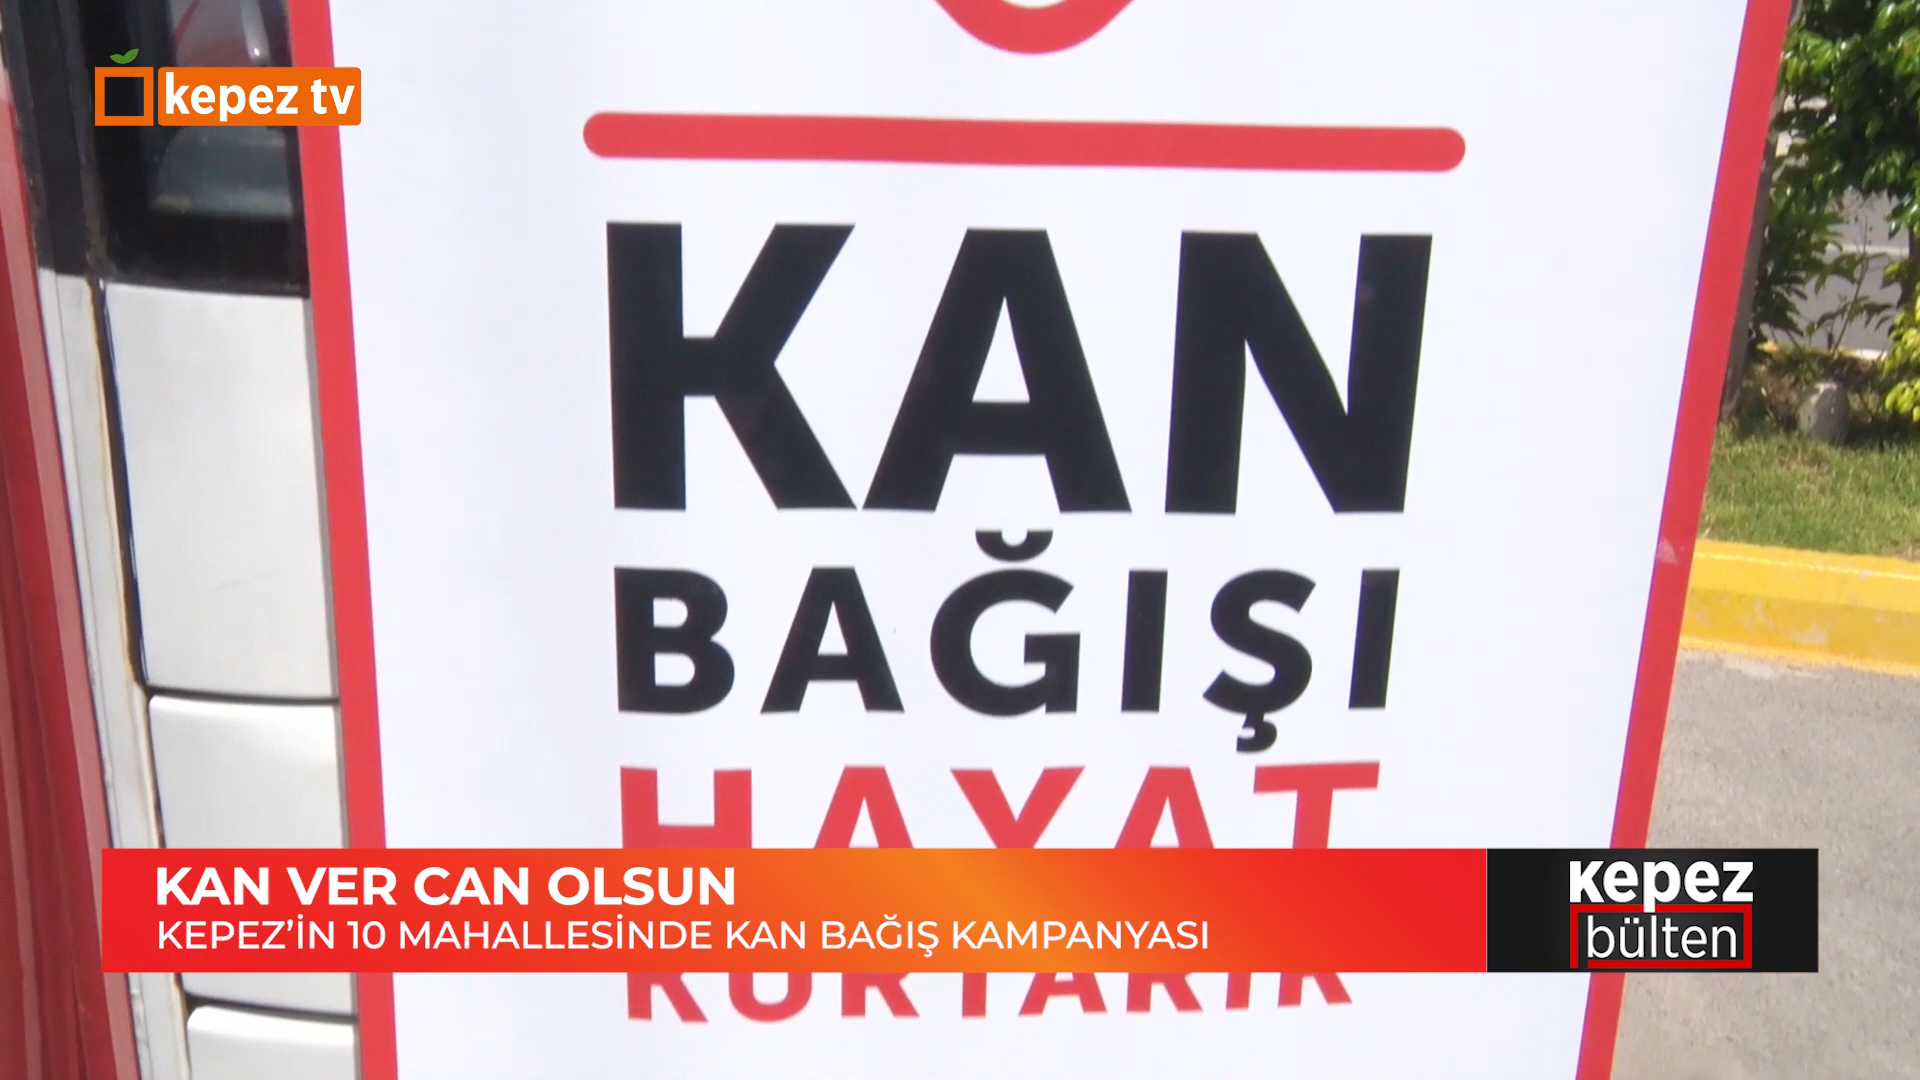 kepez tv
KAN
BAĞIŞI
HAYAT
KAN VER CAN OLSUN
KEPEZ'İN 10 MAHALLESİNDE KAN BAĞIŞ KAMPANYASI
kepez
bülten
KURTARIR